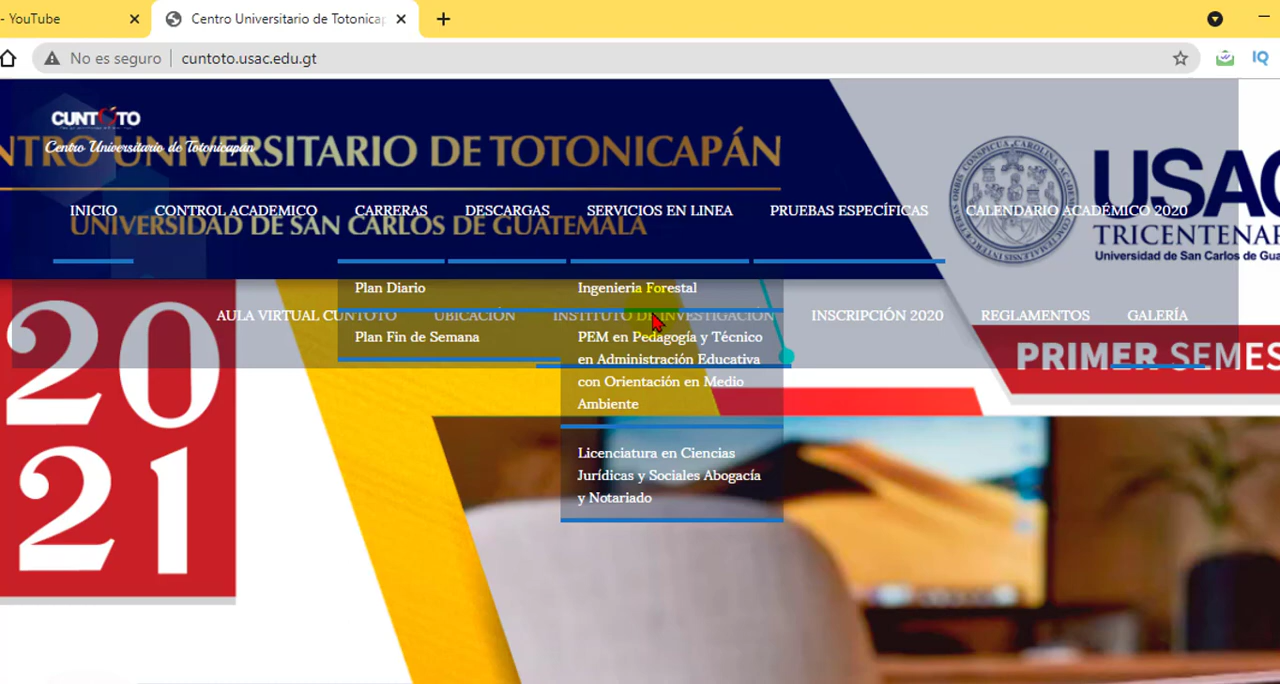 - YouTube
Centro Universitario de Totonicap
No es seguro
cuntoto.usac.edu.gt
IQ
CUNTOTO
Centro Universitario de Totonicapán
NTRO UNIVERSITARIO DE TOTONICAPÁN
UNIVERSIDAD DE SAN CARLOS DE GUATEMALA
USAC
TRICENTENAR
Universidad de San Carlos de Gua
INICIO
CONTROL ACADEMICO
CARRERAS
DESCARGAS
SERVICIOS EN LINEA
PRUEBAS ESPECÍFICAS
CALENDARIO ACADÉMICO 2020
Plan Diario
Ingenieria Forestal
AULA VIRTUAL CUNTOTO
UBICACIÓN
INSTITUTO DE INVESTIGACIÓN
INSCRIPCIÓN 2020
REGLAMENTOS
GALERÍA
Plan Fin de Semana
PEM en Pedagogía y Técnico
en Administración Educativa
con Orientación en Medio
Ambiente
Licenciatura en Ciencias
Jurídicas y Sociales Abogacía
y Notariado
PRIMER SEMES
20
21